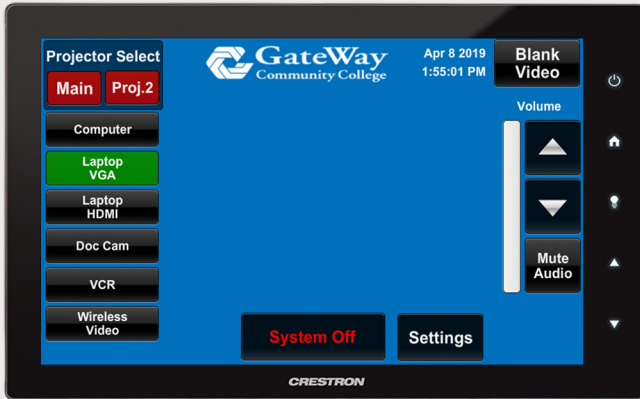 Projector Select
Main
Proj.2
Computer
Laptop
VGA
Laptop
HDMI
Doc Cam
VCR
Wireless
Video
GateWay
Community College
Apr 8 2019
1:55:01 PM
Blank
Video
Volume
Mute
Audio
System Off
Settings
CRESTRON